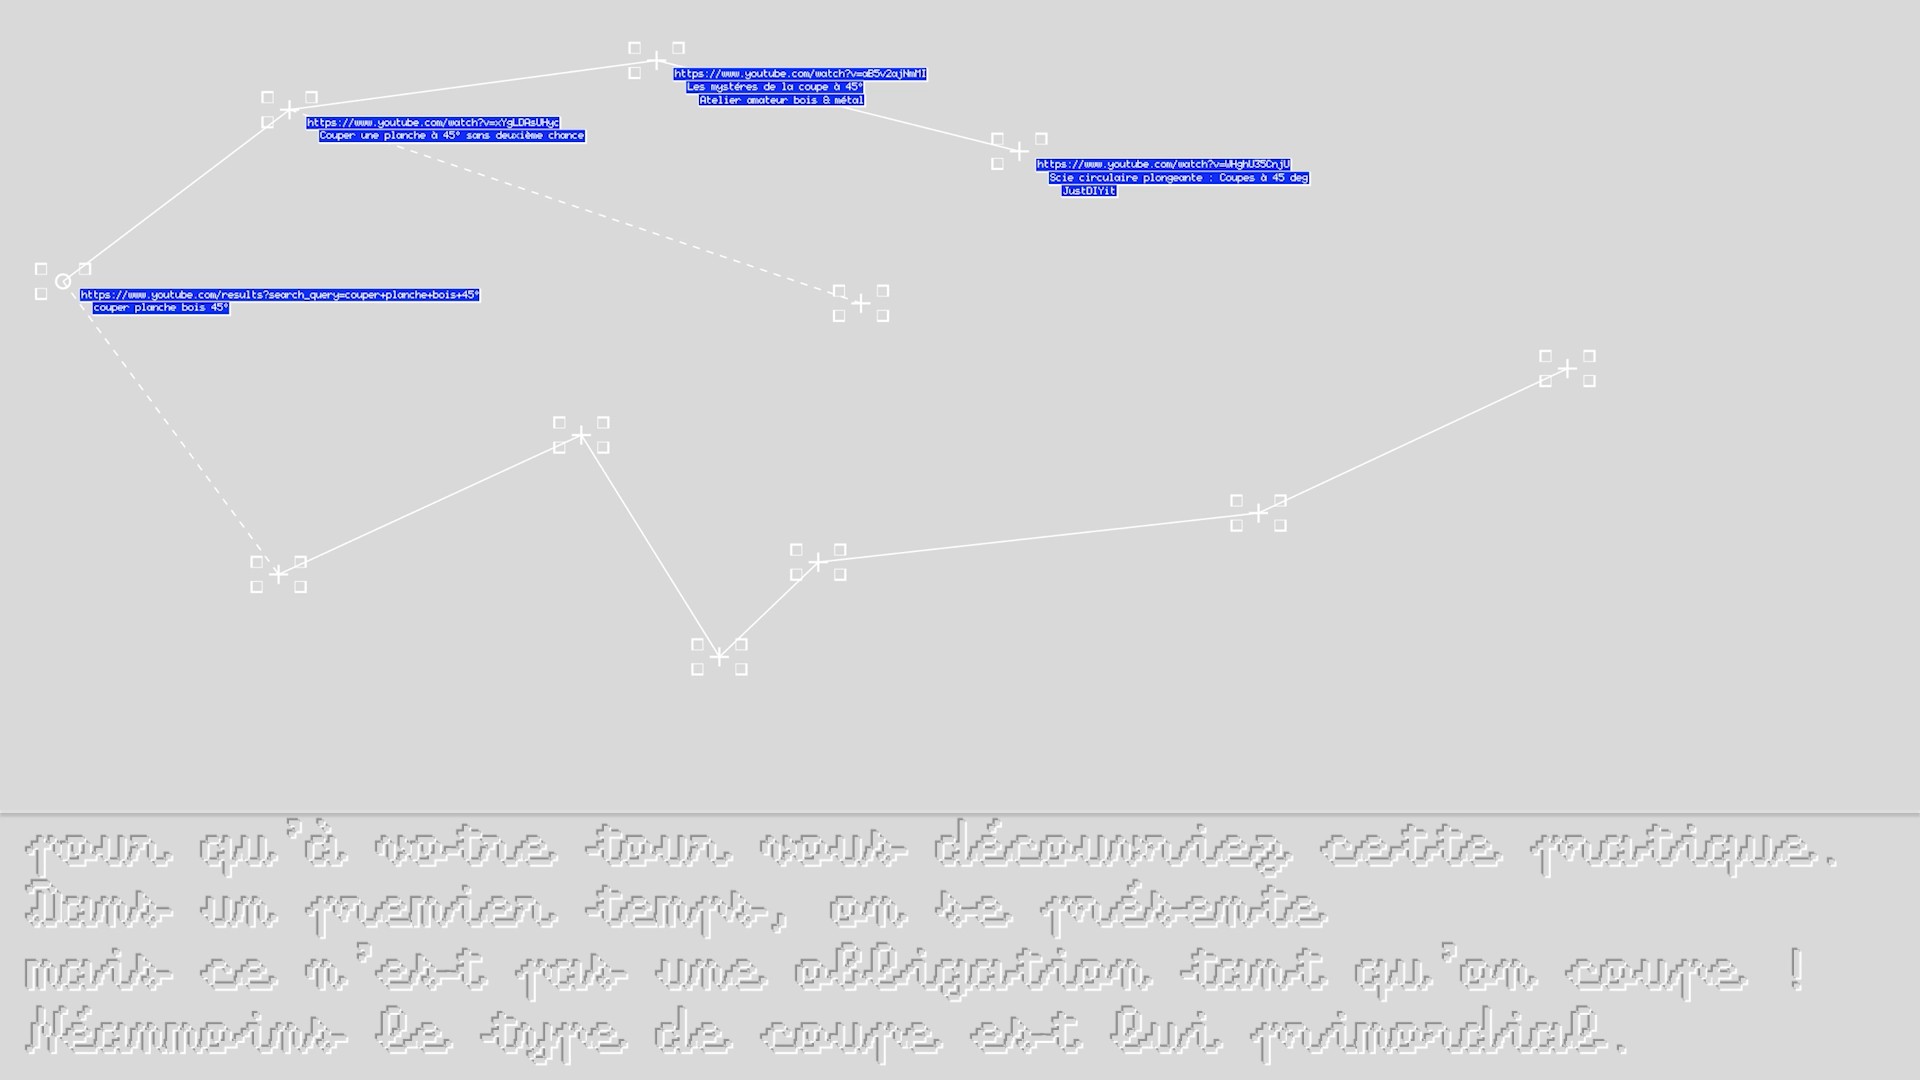 https://www.youtube.com/watch?v=aB5v2ajNmMI
Les mystéres de la coupe à 45°
Atelier amateur bois & métal
https://www.youtube.com/watch?v=xYgLDAsUHyc
Couper une planche à 45° sans deuxième chance
https://www.youtube.com/watch?v=WHghU35CnjU
Scie circulaire plongeante : Coupes à 45 deg
JustDIYit
https://www.youtube.com/results?search_query=couper+planche+bois+45°
couper planche bois 45°
pour qu'à votre tour vous découvriez cette pratique.
Dans un premier temps, on se présente
mais ce n'est pas une obligation tant qu'on coupe !
Néanmoins le type de coupe est lui primordial.